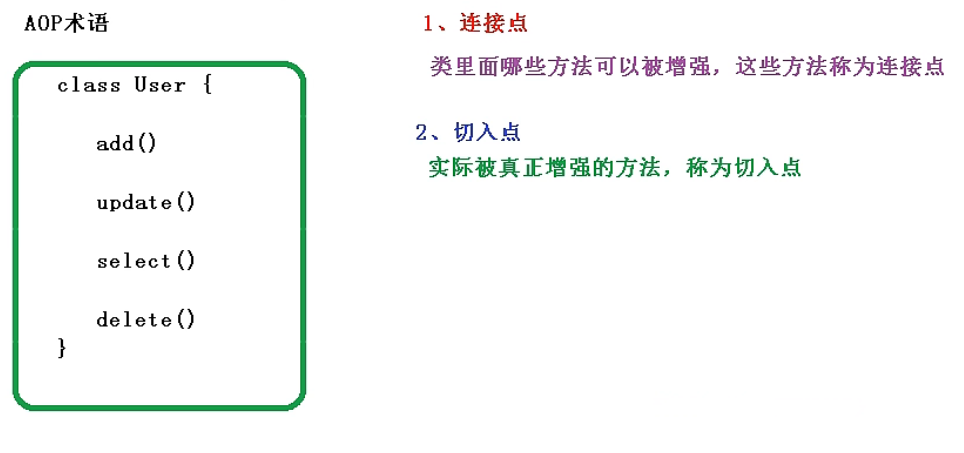 AOP术语
class User {
add()
update()
select()
delete()
}
1、连接点
类里面哪些方法可以被增强，这些方法称为连接点
2、切入点
实际被真正增强的方法，称为切入点